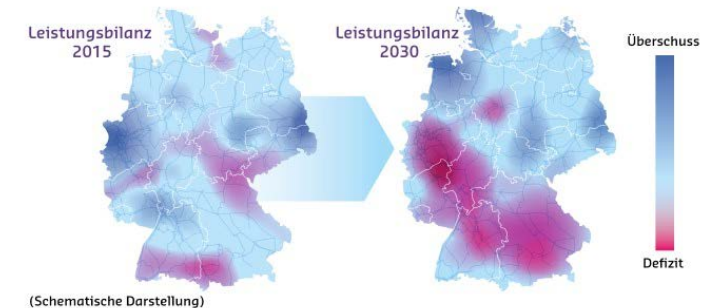 Leistungsbilanz
2015
Leistungsbilanz
2030
Überschuss
Defizit
(Schematische Darstellung)